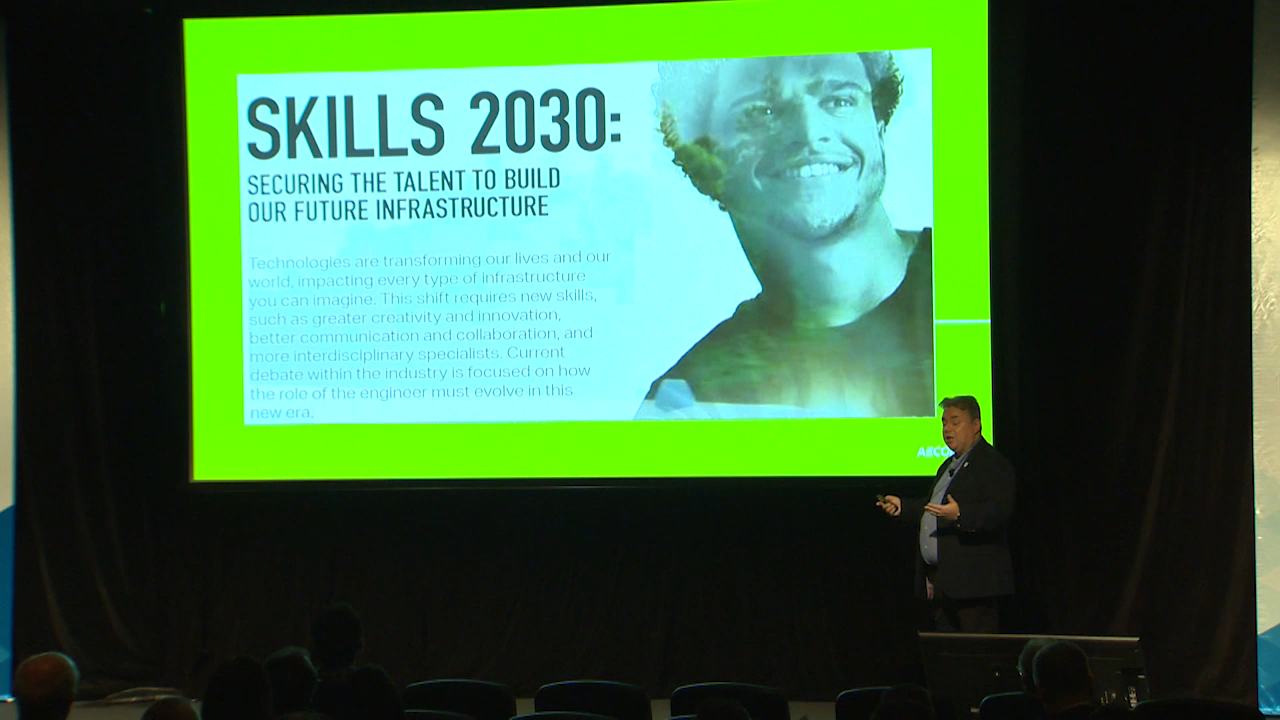 SKILLS 2030:
SECURING THE TALENT TO BUILD
OUR FUTURE INFRASTRUCTURE
Technologies are transforming our lives and our
world, impacting every type of infrastructure
you can imagine. This shift requires new skills,
such as greater creativity and innovation,
better communication and collaboration, and
more interdisciplinary specialists. Current
debate within the industry is focused on how
the role of the engineer must evolve in this
new era.